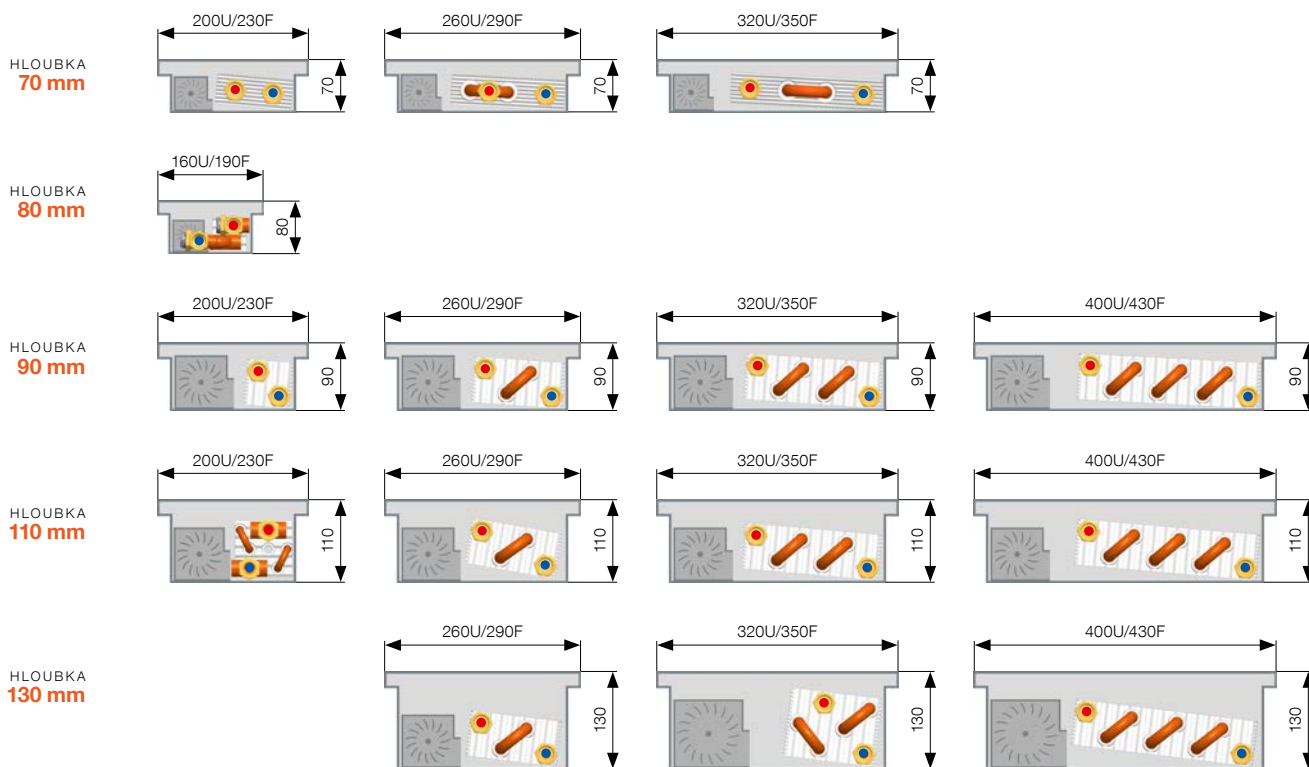 200U/230F 260U/290F 320U/350F
HLOUBKA
70 mm
70 70 70
160U/190F
HLOUBKA
80 mm
80
200U/230F 260U/290F 320U/350F 400U/430F
HLOUBKA
90 mm
90 90 90 90
200U/230F 260U/290F 320U/350F 400U/430F
HLOUBKA
110 mm
110 110 110 110
260U/290F 320U/350F 400U/430F
HLOUBKA
130 mm
130 130 130